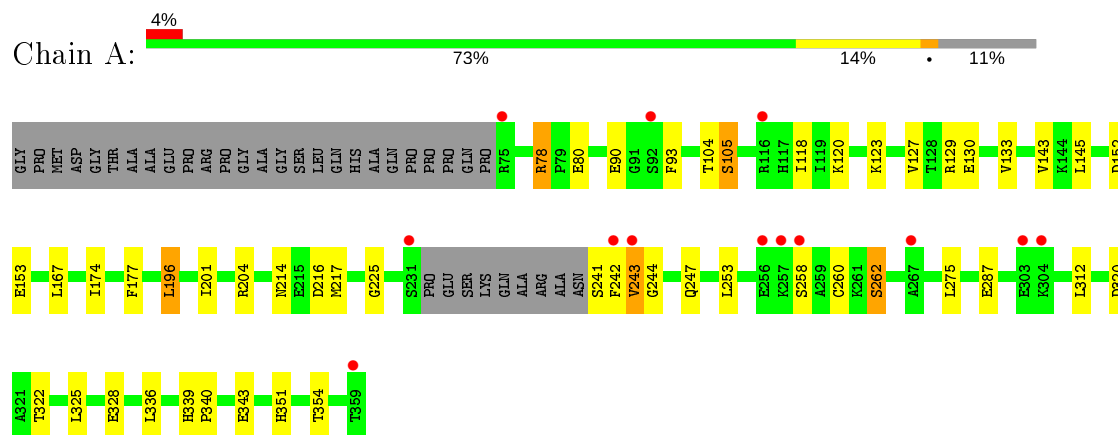 4%
Chain A:
73% 14% • 11%
GLY PRO MET ASP GLY THR ALA ALA GLU PRO ARG PRO GLY ALA GLY SER LEU GLN HIS ALA GLN PRO PRO PRO GLN PRO R75 R78 P79 E80 E90 G91 S92 F93 T104 S105 R116 H117 I118 I119 K120 K123 V127 T128 R129 E130 V133 V143 K144 L145 D152
E153 L167 I174 F177 L196 I201 R204 N214 E215 D216 M217 G225 S231 PRO GLU SER LYS GLN ALA ARG ALA ASN S241 F242 V243 G244 Q247 L253 E256 K257 S258 A259 C260 K261 S262 A267 L275 E287 E303 K304 L312 D320
A321 T322 L325 E328 L336 H339 P340 E343 H351 T354 T359